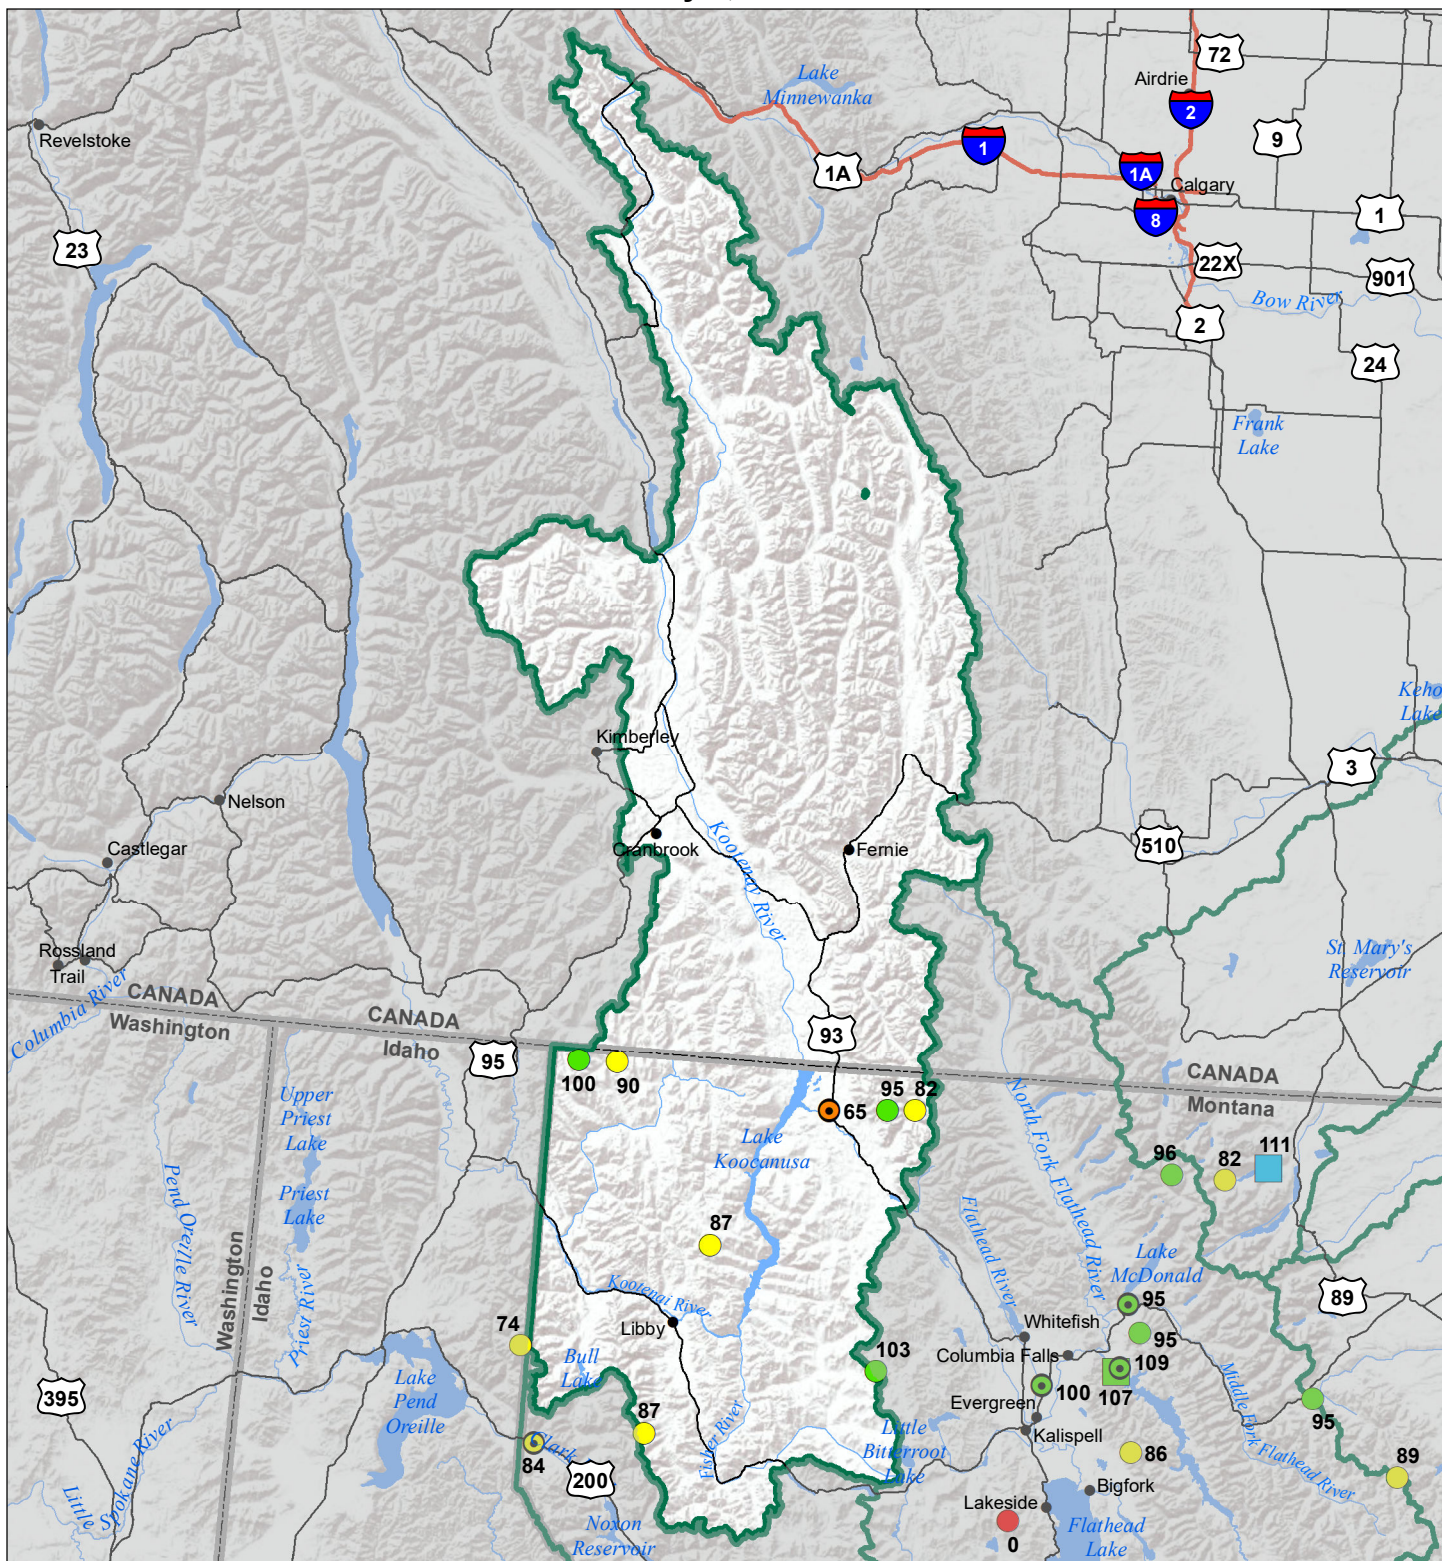 72
Airdrie
Lake
Minnewanka
2
Revelstoke
9
1
1A
1A
Calgary
8
1
23
22X
901
Bow River
2
24
Frank
Lake
Keho
Lake
Kimberley
3
Nelson
Kootenay River
Cranbrook
Fernie
510
Castlegar
Rossland
Trail
St. Mary's
Reservoir
Columbia River
CANADA
Washington
CANADA
Idaho
95
93
100
90
CANADA
Montana
95
82
65
Upper
Priest
Lake
Lake
Koocanusa
North Fork Flathead River
96
82
111
Pend Oreille River
Priest
Lake
87
Flathead River
Lake
McDonald
Washington
Idaho
Priest River
Kootenai River
89
95
Whitefish
Libby
74
95
Columbia Falls
103
109
Bull
Lake
107
100
Lake
Pend
Oreille
395
Evergreen
Middle Fork Flathead River
95
87
Kalispell
Little
Bitterroot
Lake
Fisher River
Clark
84
86
89
200
Bigfork
Little
Spokane River
Lakeside
0
Flathead
Lake
Noxon
Reservoir